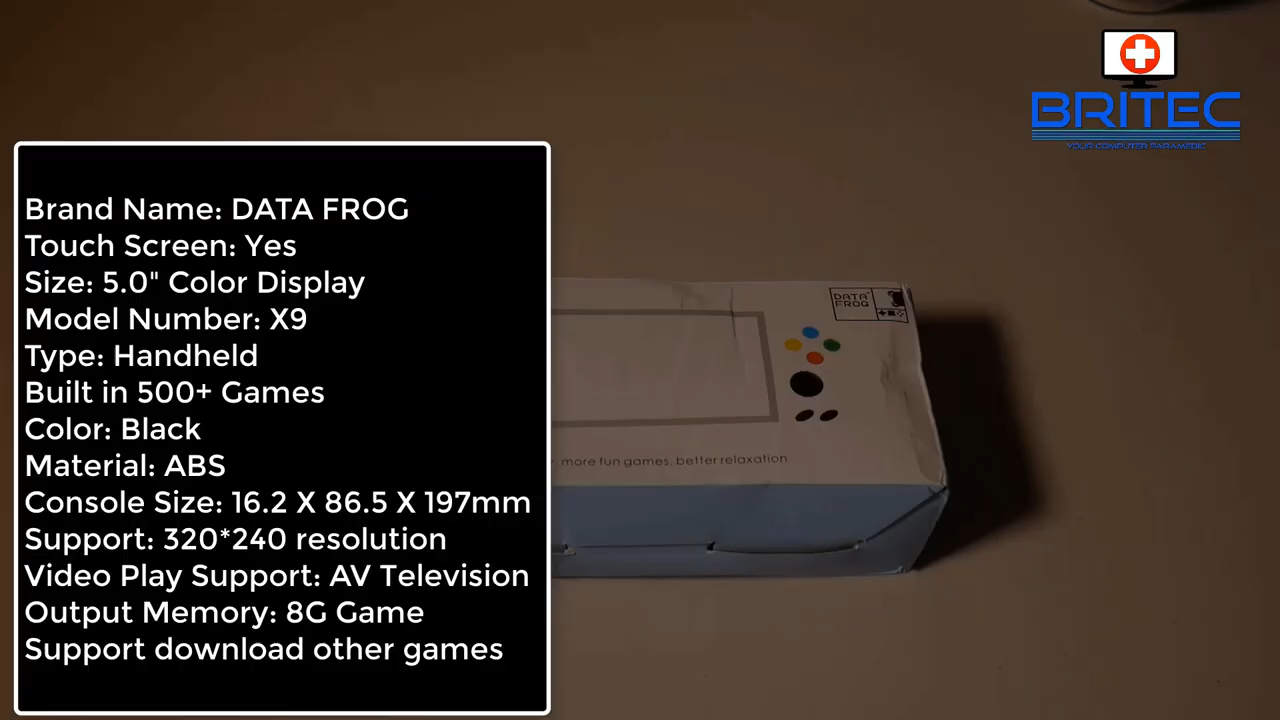 BRITEC
YOUR COMPUTER PARAMEDIC
Brand Name: DATA FROG
Touch Screen: Yes
Size: 5.0" Color Display
Model Number: X9
Type: Handheld
Built in 500+ Games
Color: Black
Material: ABS
Console Size: 16.2 X 86.5 X 197mm
Support: 320*240 resolution
Video Play Support: AV Television
Output Memory: 8G Game
Support download other games
DATA
FROG
more fun games, better relaxation